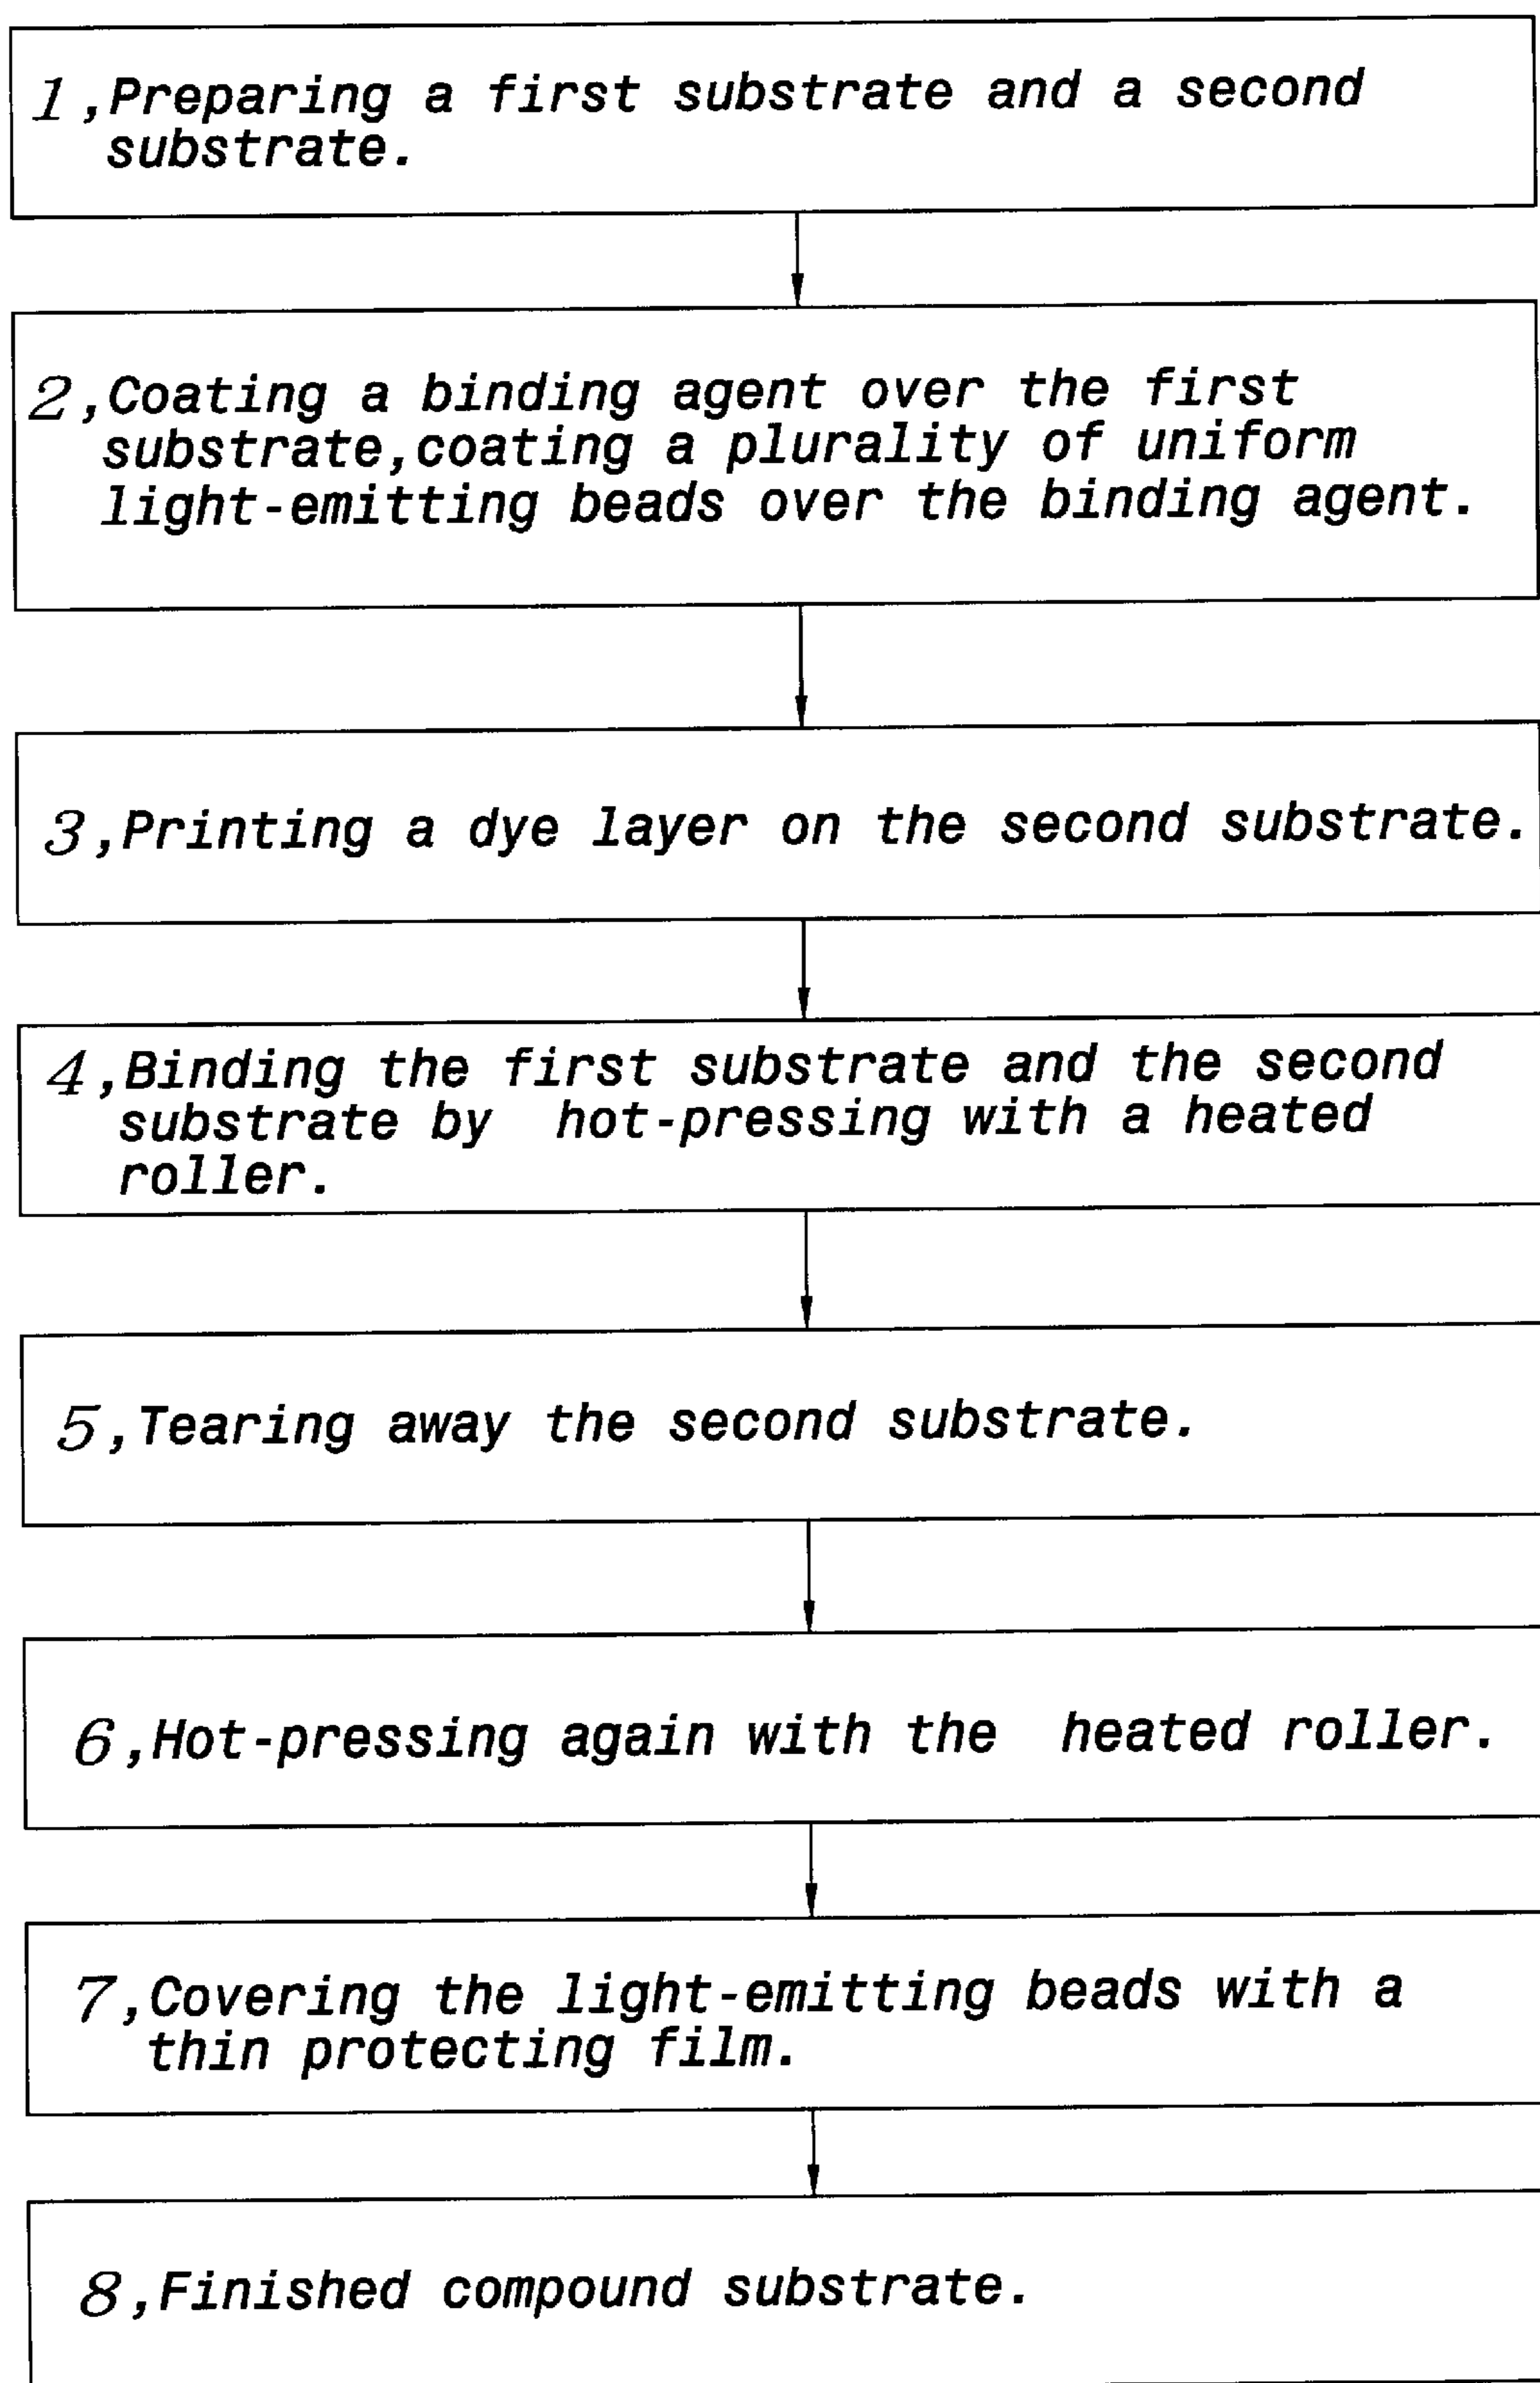 1,Preparing a first substrate and a second
substrate.
2,Coating a binding agent over the first
substrate,coating a plurality of uniform
light-emitting beads over the binding agent.
3,Printing a dye layer on the second substrate.
4,Binding the first substrate and the second
substrate by hot-pressing with a heated
roller.
5,Tearing away the second substrate.
6,Hot-pressing again with the heated roller.
7,Covering the light-emitting beads with a
thin protecting film.
8,Finished compound substrate.